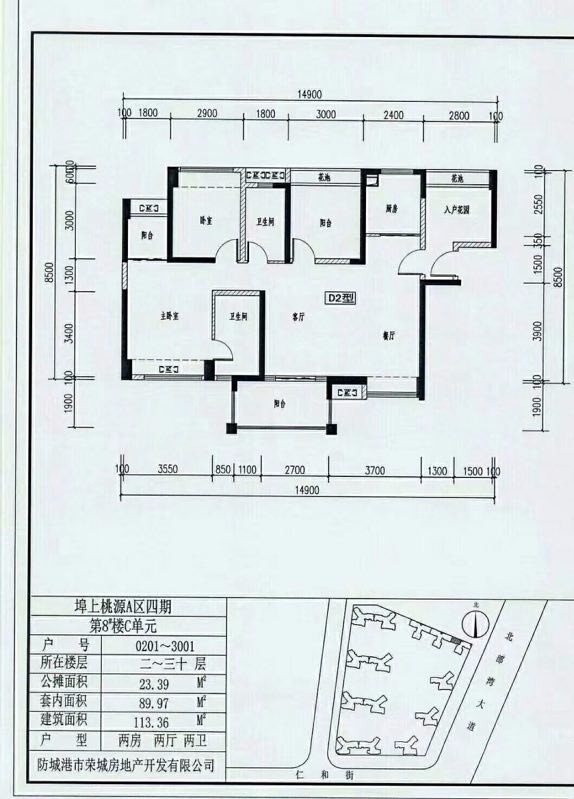 14900
100 1800 2900 1800 3000 2400 2800 100
花池 花池
卧室 卫生间 阳台 厨房 入户花园
阳台
8500
600 3000 1300 3400 100 1900
100 2550 350 1500 3900 100 1900
8500
D2型
主卧室 卫生间 客厅
餐厅
阳台
100 3550 850 1100 2700 3700 1300 1500 100
14900
埠上桃源A区四期
第8#楼C单元
户 号 0201～3001
所在楼层 二～三十 层
公摊面积 23.39 M²
套内面积 89.97 M²
建筑面积 113.36 M²
户 型 两房 两厅 两卫
防城港市荣城房地产开发有限公司
北
北部湾大道
仁和街